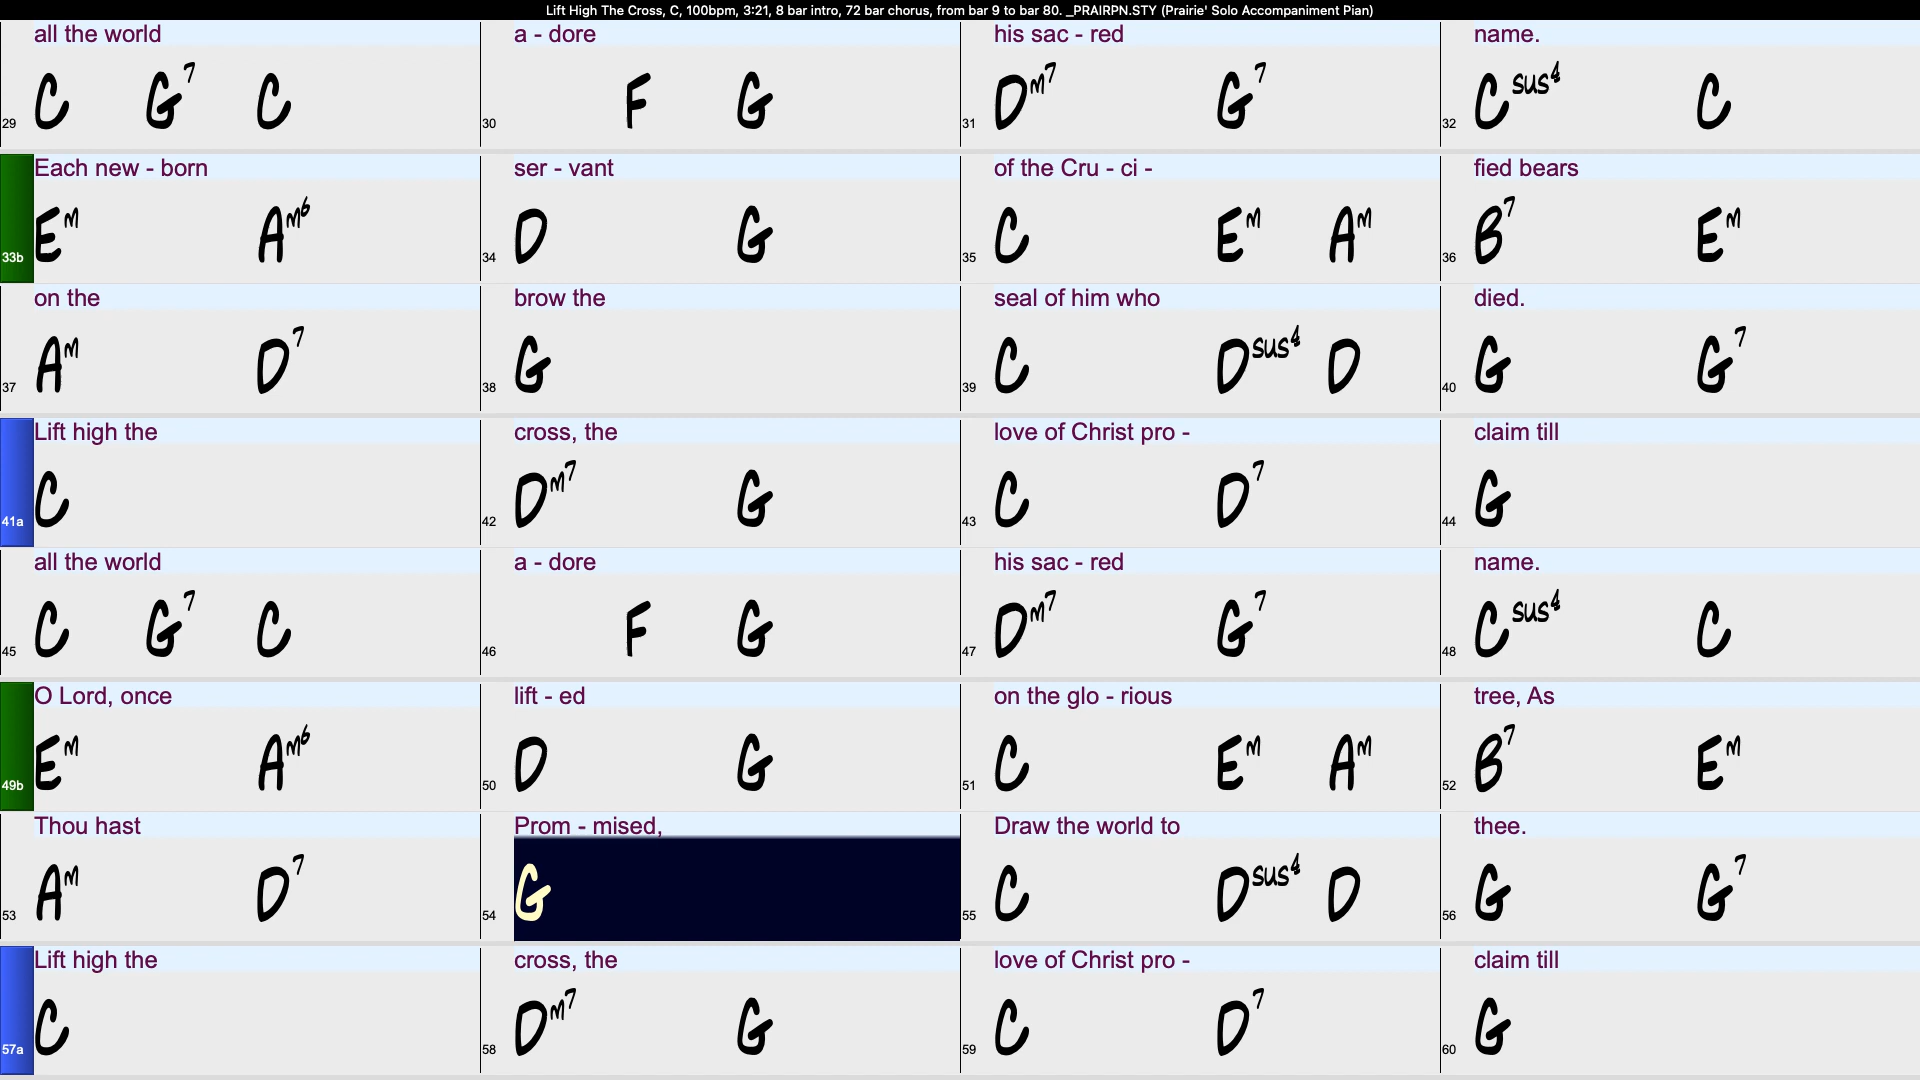 Lift High The Cross, C, 100bpm, 3:21, 8 bar intro, 72 bar chorus, from bar 9 to bar 80. _PRAIRPN.STY (Prairie' Solo Accompaniment Pian)
all the world a - dore his sac - red name.
29 C G7 C 30 F G 31 Dm7 G7 32 Csus4 C
Each new - born ser - vant of the Cru - ci - fied bears
33b Em Am6 34 D G 35 C Em Am 36 B7 Em
on the brow the seal of him who died.
37 Am D7 38 G 39 C Dsus4 D 40 G G7
Lift high the cross, the love of Christ pro - claim till
41a C 42 Dm7 G 43 C D7 44 G
all the world a - dore his sac - red name.
45 C G7 C 46 F G 47 Dm7 G7 48 Csus4 C
O Lord, once lift - ed on the glo - rious tree, As
49b Em Am6 50 D G 51 C Em Am 52 B7 Em
Thou hast Prom - mised, Draw the world to thee.
53 Am D7 54 G 55 C Dsus4 D 56 G G7
Lift high the cross, the love of Christ pro - claim till
57a C 58 Dm7 G 59 C D7 60 G